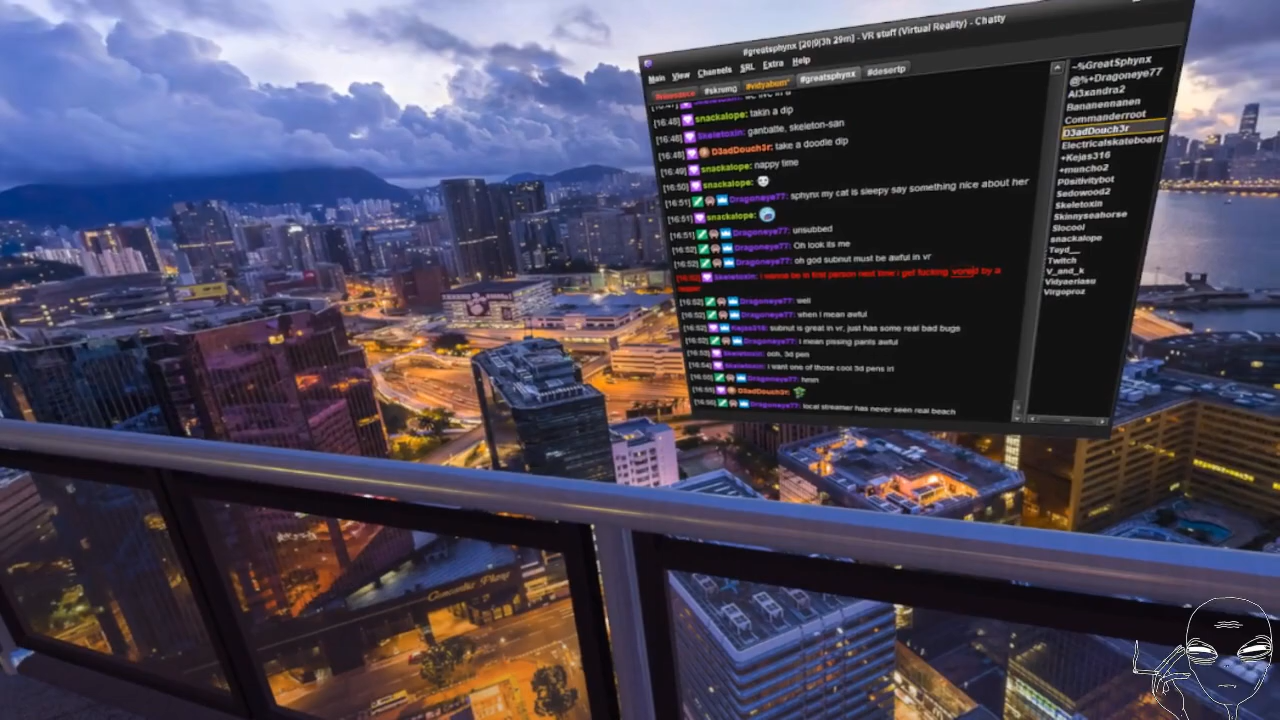 #greatsphynx [20|9|3h 29m] - VR stuff (Virtual Reality) - Chatty
Main View Channels SRL Extra Help
#skrumg #vidyabum* #greatsphynx #desertp
[16:48] snackalope: takin a dip
[16:48] Skeletoxin: ganbatte, skeleton-san
[16:48] D3adDouch3r: take a doodle dip
[16:49] snackalope: nappy time
[16:50] snackalope:
[16:51] Dragoneye77: sphynx my cat is sleepy say something nice about her
[16:51] snackalope:
[16:51] Dragoneye77: unsubbed
[16:52] Dragoneye77: Oh look its me
[16:52] Dragoneye77: oh god subnut must be awful in vr
[16:52] Skeletoxin: i wanna be in first person next time i get fucking vored by a
[16:52] Dragoneye77: well
[16:52] Dragoneye77: when I mean awful
[16:52] Kejas316: subnut is great in vr, just has some real bad bugs
[16:52] Dragoneye77: I mean pissing pants awful
[16:53] Skeletoxin: ooh, 3d pen
[16:54] Skeletoxin: i want one of those cool 3d pens irl
[16:55] Dragoneye77: hmm
[16:55] D3adDouch3r:
[16:56] Dragoneye77: local streamer has never seen real beach
~%GreatSphynx
@%+Dragoneye77
Al3xandra2
Bananennanen
Commanderroot
D3adDouch3r
Electricalskateboard
+Kejas316
+muncho2
P0sitivitybot
Sedowood2
Skeletoxin
Skinnyseahorse
Slocool
snackalope
Toyd__
Twitch
V_and_k
Vidyaeriasu
Virgoproz